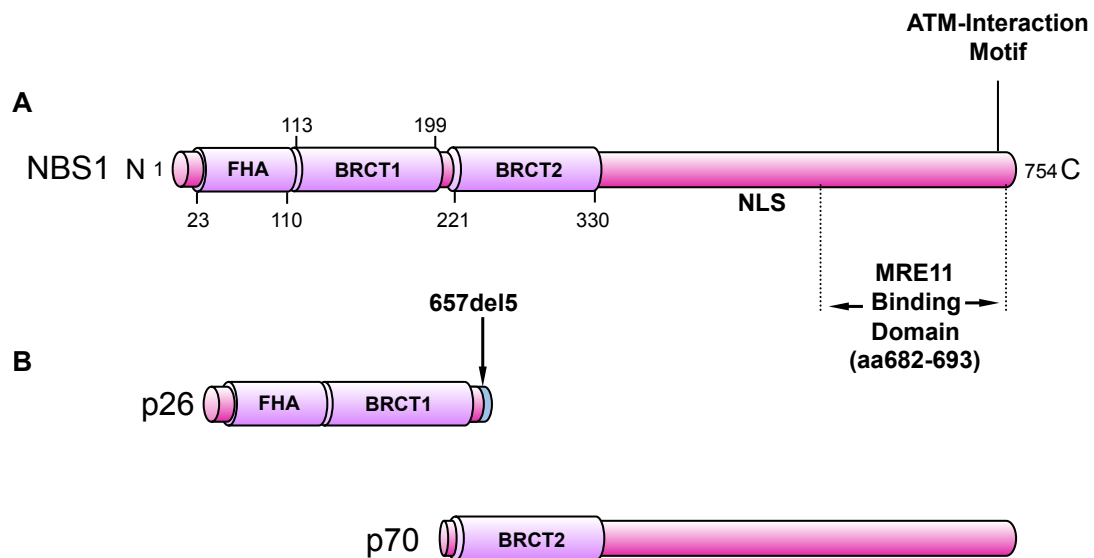 ATM-Interaction
Motif
A
113 199
NBS1 N 1 FHA BRCT1 BRCT2 754 C
NLS
23 110 221 330
MRE11
Binding
Domain
(aa682-693)
657del5
B
p26 FHA BRCT1
p70 BRCT2